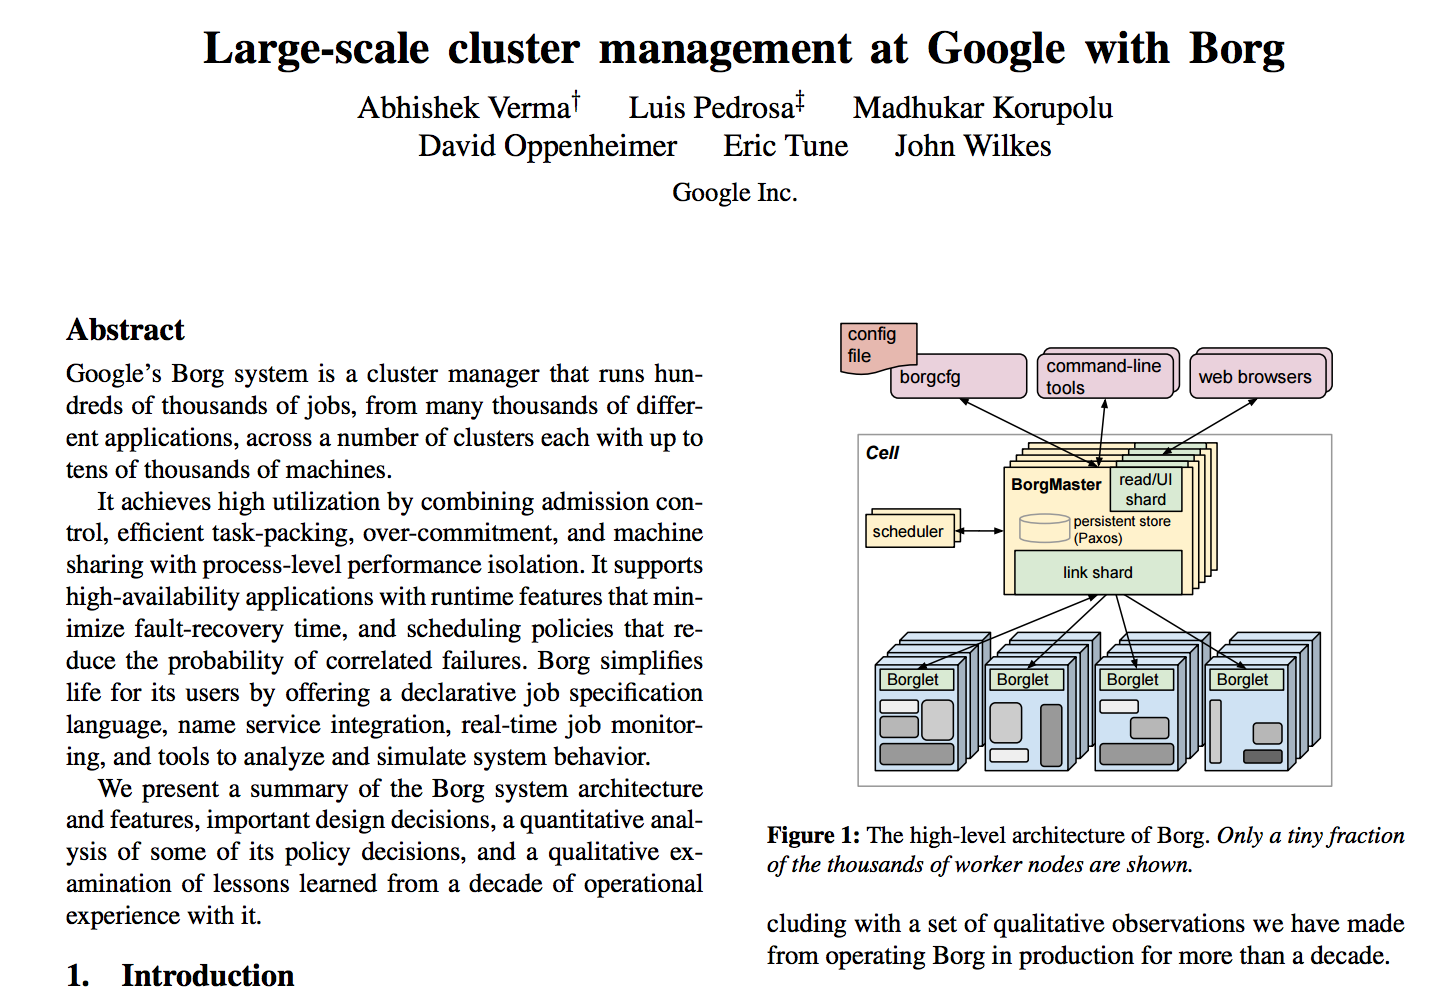 Large-scale cluster management at Google with Borg
Abhishek Verma† Luis Pedrosa‡ Madhukar Korupolu
David Oppenheimer Eric Tune John Wilkes
Google Inc.
Abstract
Google's Borg system is a cluster manager that runs hun-
dreds of thousands of jobs, from many thousands of differ-
ent applications, across a number of clusters each with up to
tens of thousands of machines.
It achieves high utilization by combining admission con-
trol, efficient task-packing, over-commitment, and machine
sharing with process-level performance isolation. It supports
high-availability applications with runtime features that min-
imize fault-recovery time, and scheduling policies that re-
duce the probability of correlated failures. Borg simplifies
life for its users by offering a declarative job specification
language, name service integration, real-time job monitor-
ing, and tools to analyze and simulate system behavior.
We present a summary of the Borg system architecture
and features, important design decisions, a quantitative anal-
ysis of some of its policy decisions, and a qualitative ex-
amination of lessons learned from a decade of operational
experience with it.
1. Introduction
config
file
borgcfg
command-line
tools
web browsers
Cell
BorgMaster
read/UI
shard
scheduler
persistent store
(Paxos)
link shard
Borglet
Borglet
Borglet
Borglet
Figure 1: The high-level architecture of Borg. Only a tiny fraction
of the thousands of worker nodes are shown.
cluding with a set of qualitative observations we have made
from operating Borg in production for more than a decade.